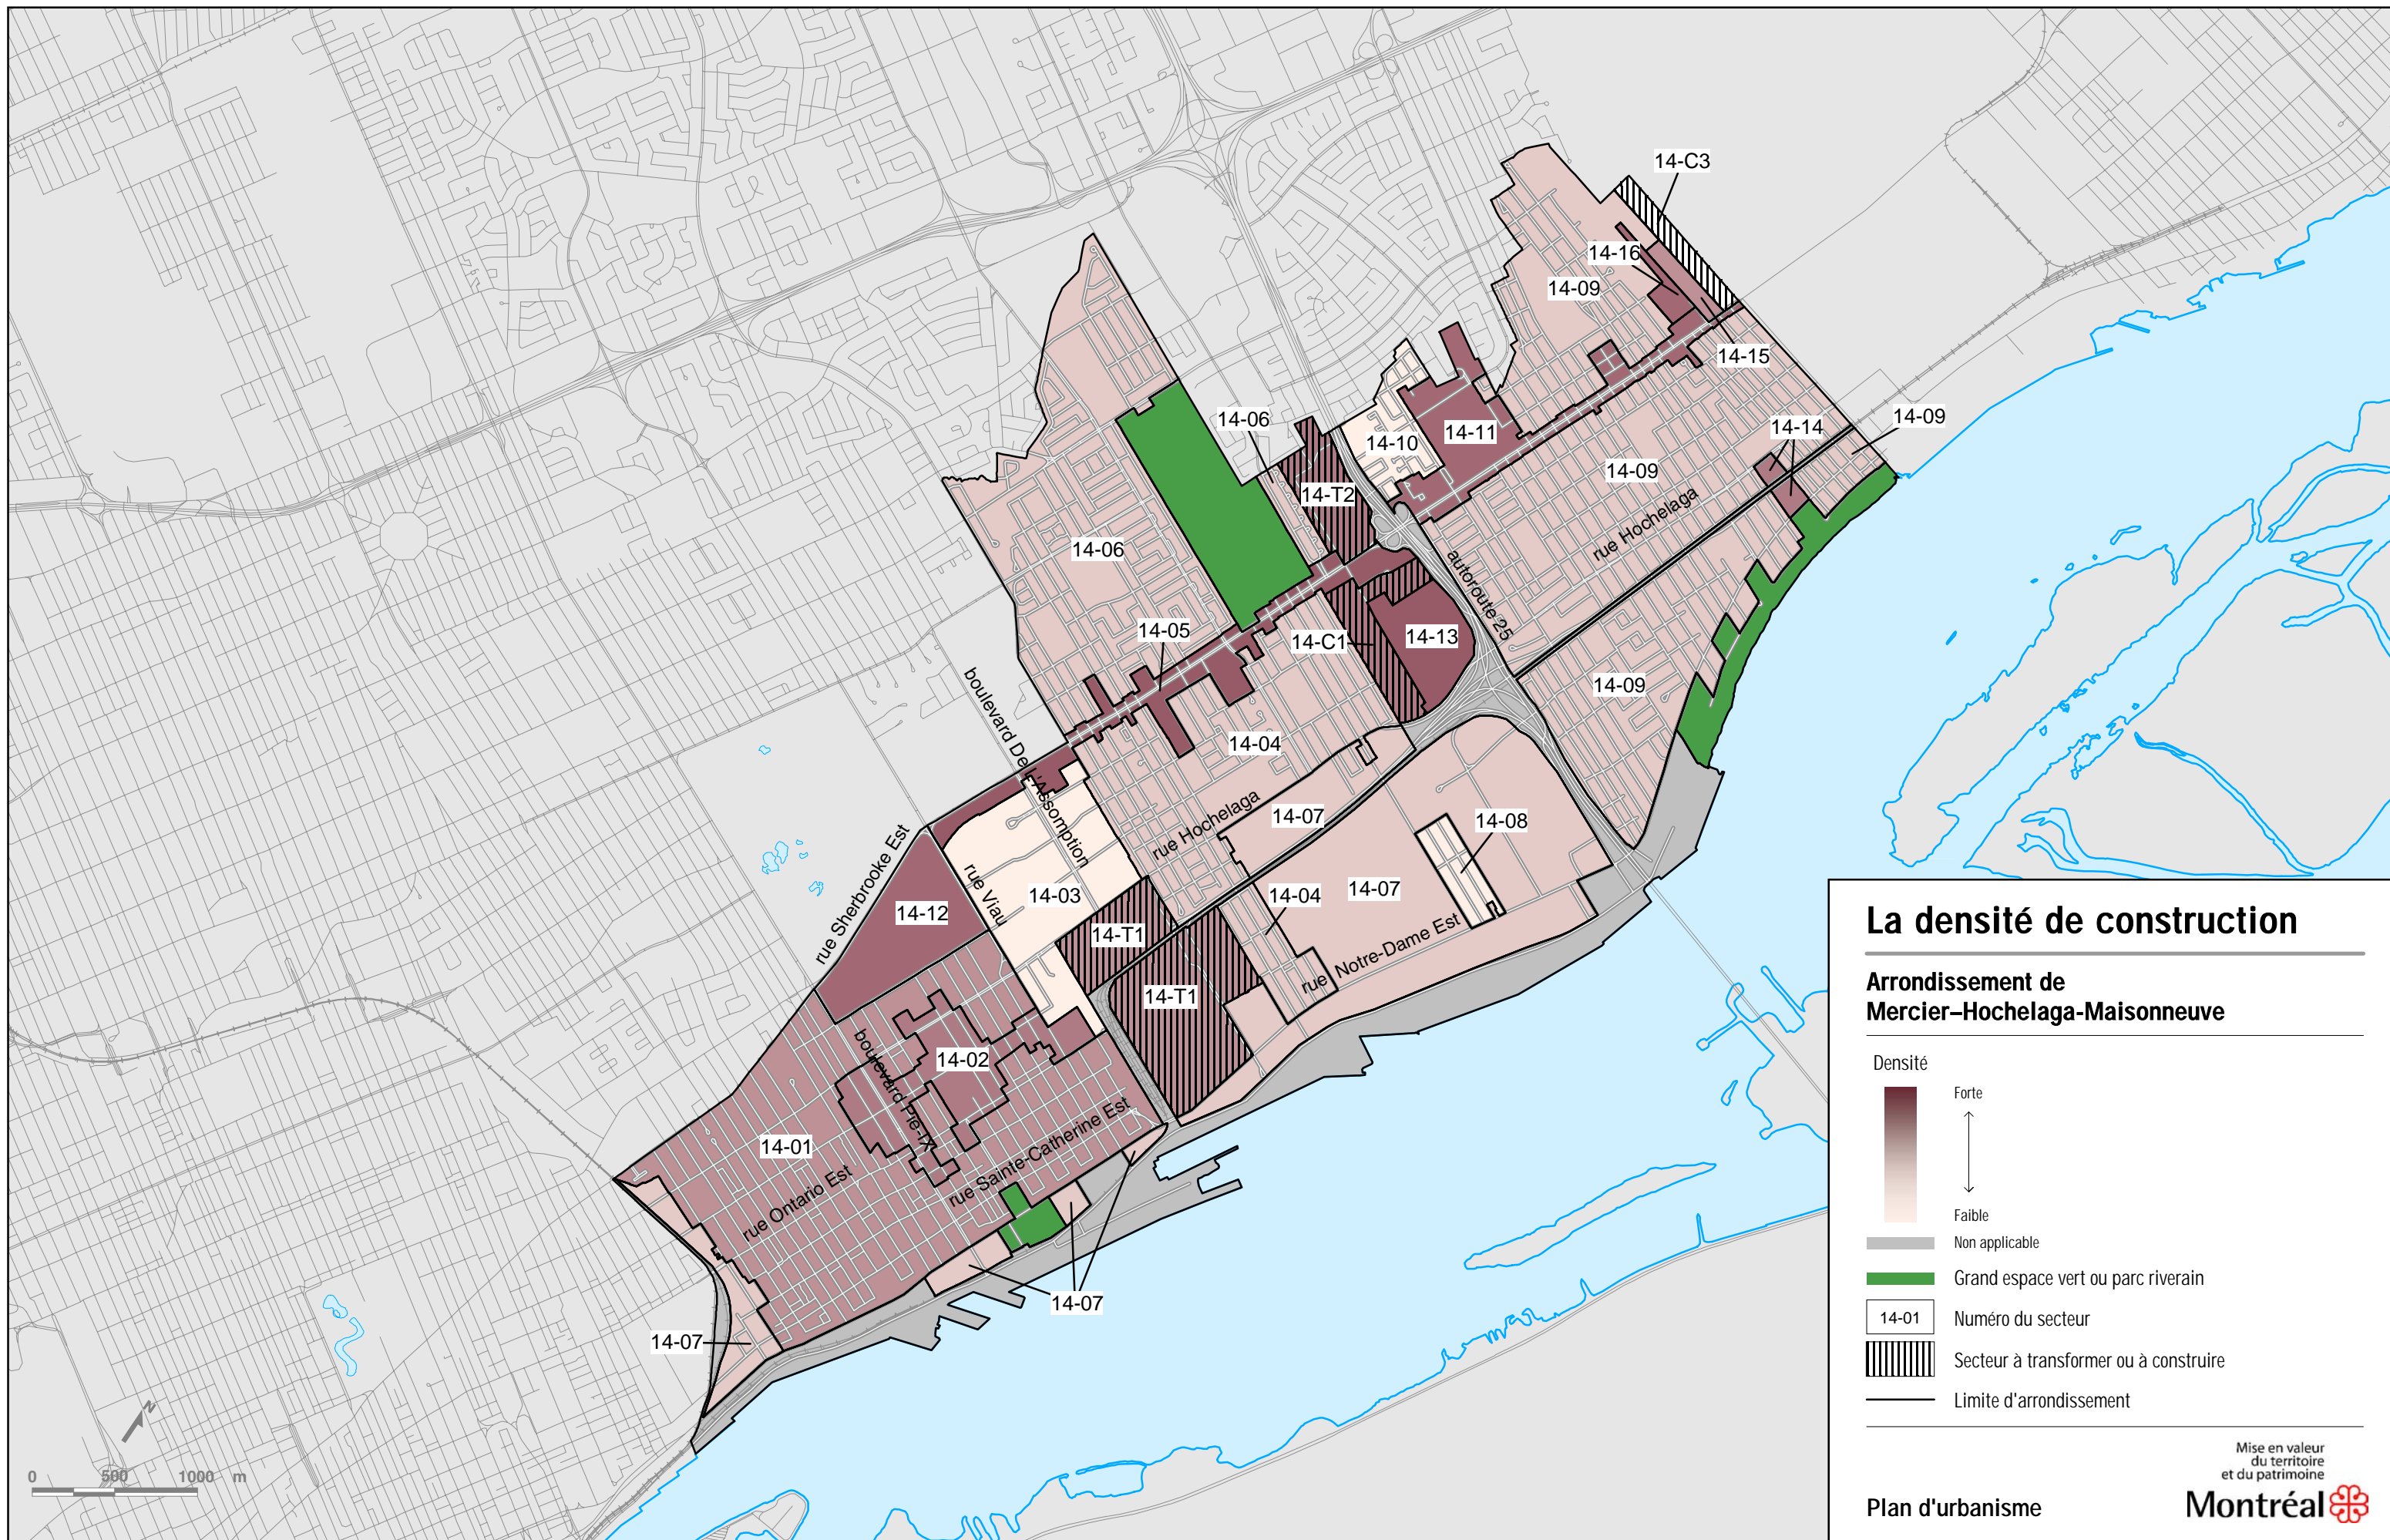 14-C3
14-16
14-09
14-15
14-06
14-09
14-14
14-10
14-11
14-09
14-T2
rue Hochelaga
14-06
autoroute 25
14-05
14-C1
14-13
14-09
boulevard De L'Assomption
14-04
rue Hochelaga
14-07
14-08
rue Sherbrooke Est
rue Viau
14-03
14-04
14-07
14-12
14-T1
rue Notre-Dame Est
14-T1
boulevard Pie-IX
14-02
14-01
rue Sainte-Catherine Est
rue Ontario Est
14-07
14-07
N
0 500 1000 m
La densité de construction
Arrondissement de
Mercier–Hochelaga-Maisonneuve
Densité
Forte
Faible
Non applicable
Grand espace vert ou parc riverain
14-01 Numéro du secteur
Secteur à transformer ou à construire
Limite d'arrondissement
Mise en valeur
du territoire
et du patrimoine
Plan d'urbanisme
Montréal